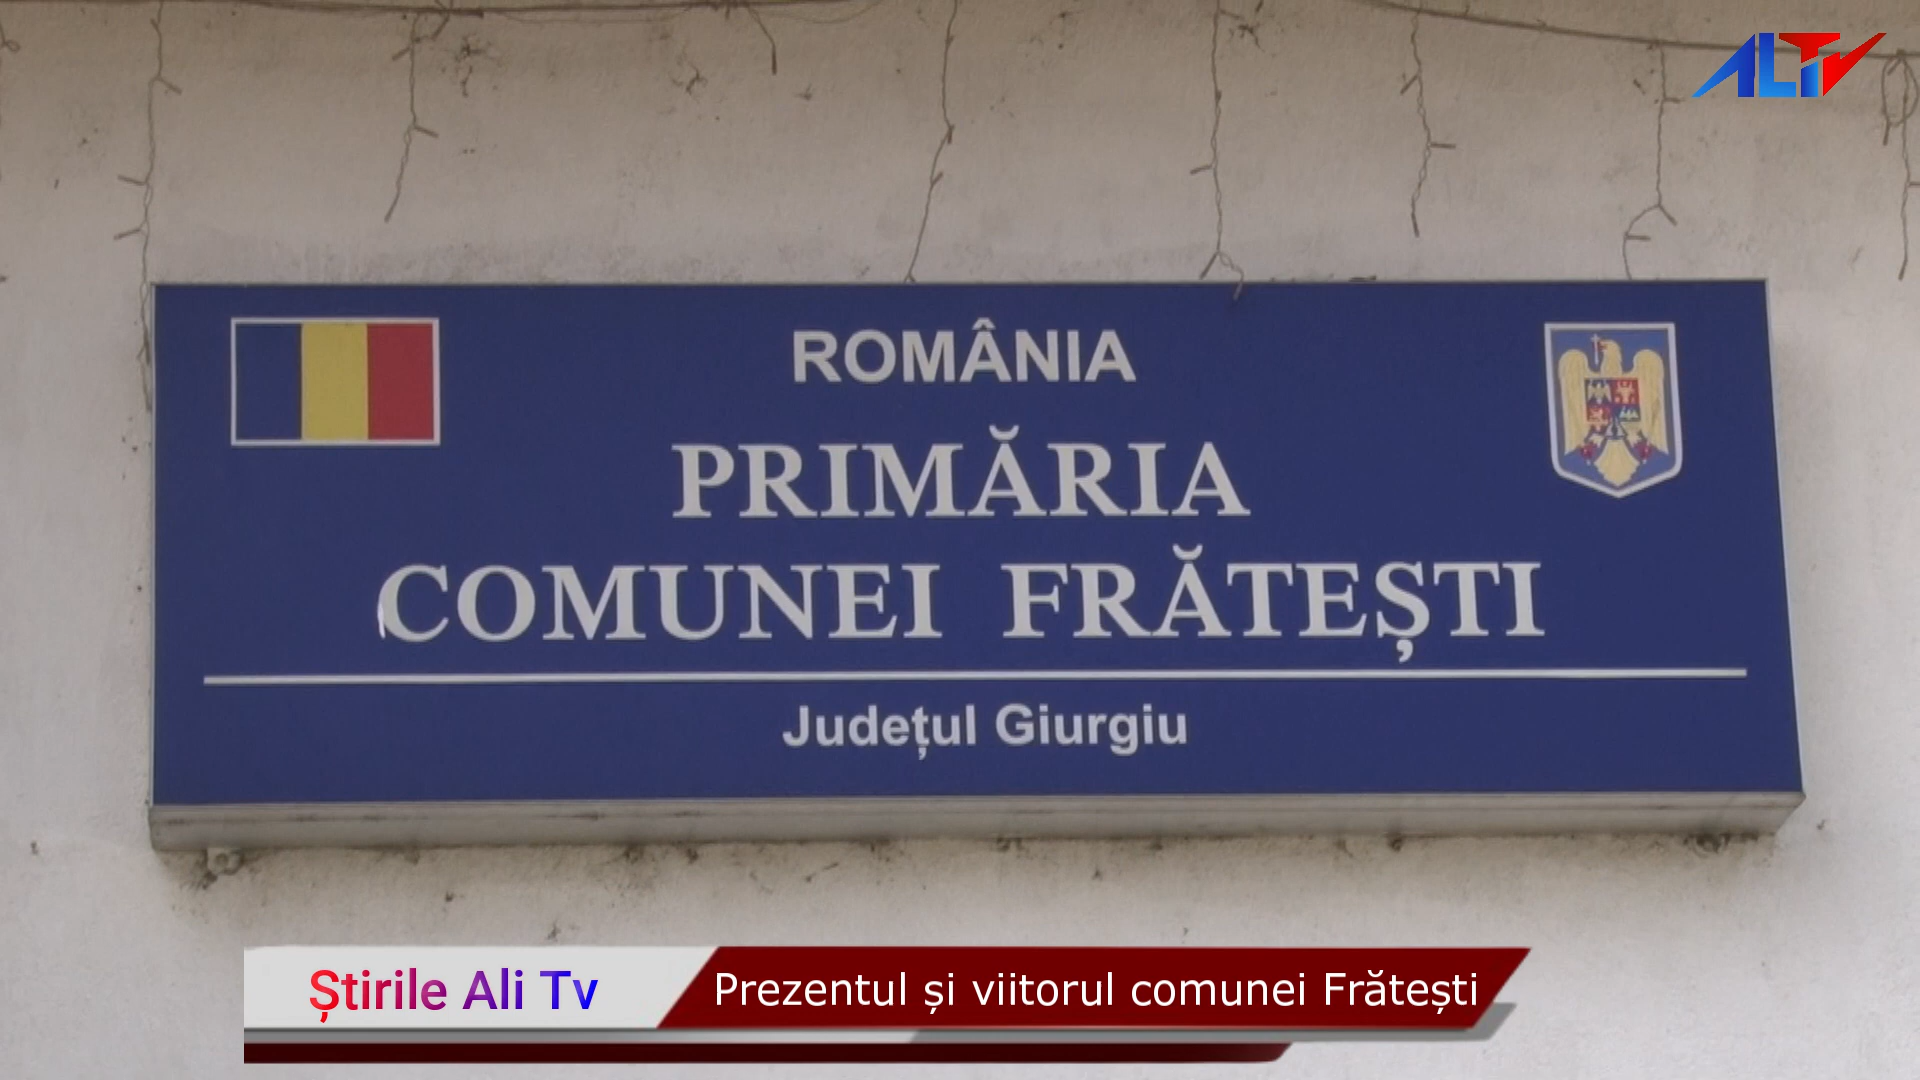 ALTV
ROMÂNIA
PRIMĂRIA
COMUNEI FRĂTEȘTI
Județul Giurgiu
Știrile Ali Tv
Prezentul și viitorul comunei Frătești